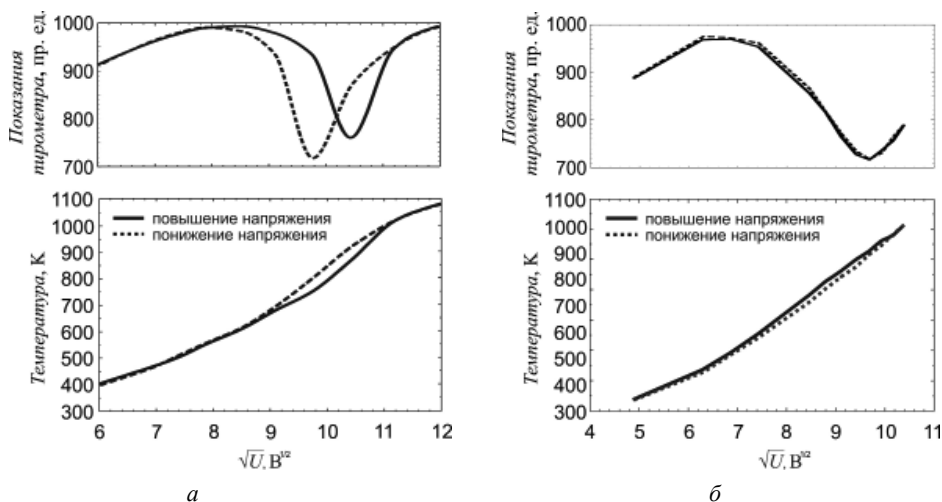 Показания
пирометра, пр. ед.
1000
900
800
700
Температура, К
1100
1000
900
800
700
600
500
400
300
повышение напряжения
понижение напряжения
6 7 8 9 10 11 12
√U, В^1/2
а
Показания
пирометра, пр. ед.
1000
900
800
700
Температура, К
1100
1000
900
800
700
600
500
400
300
повышение напряжения
понижение напряжения
4 5 6 7 8 9 10 11
√U, В^1/2
б